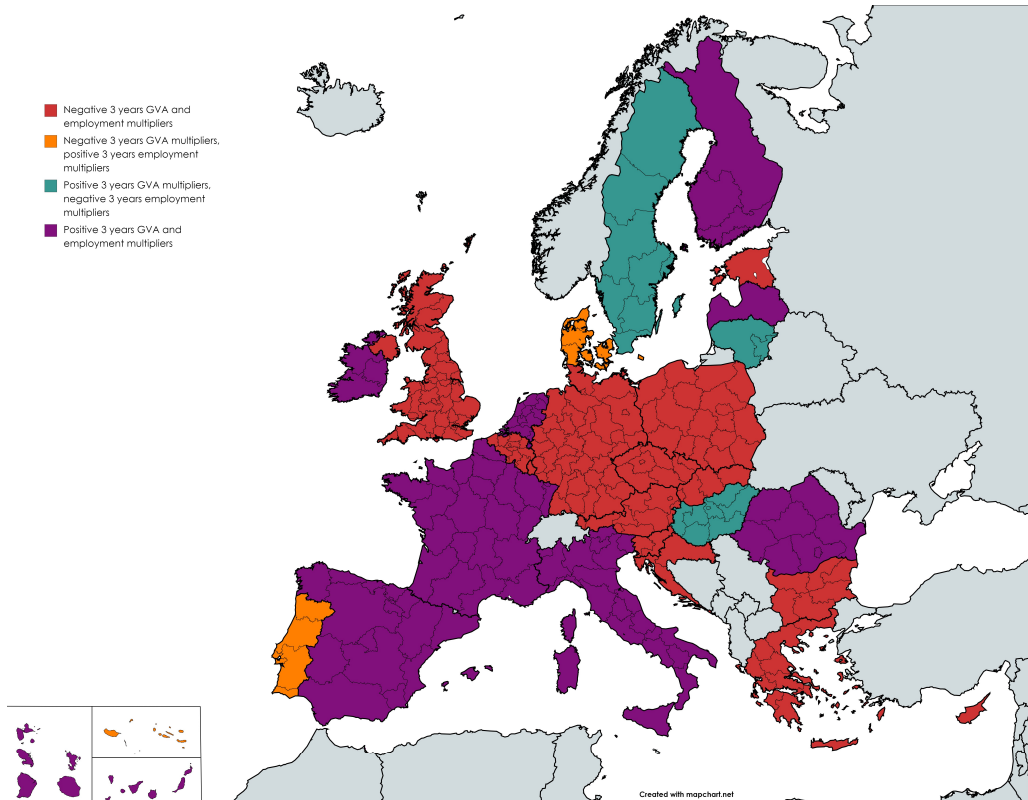 Negative 3 years GVA and
employment multipliers
Negative 3 years GVA multipliers,
positive 3 years employment
multipliers
Positive 3 years GVA multipliers,
negative 3 years employment
multipliers
Positive 3 years GVA and
employment multipliers
Created with mapchart.net